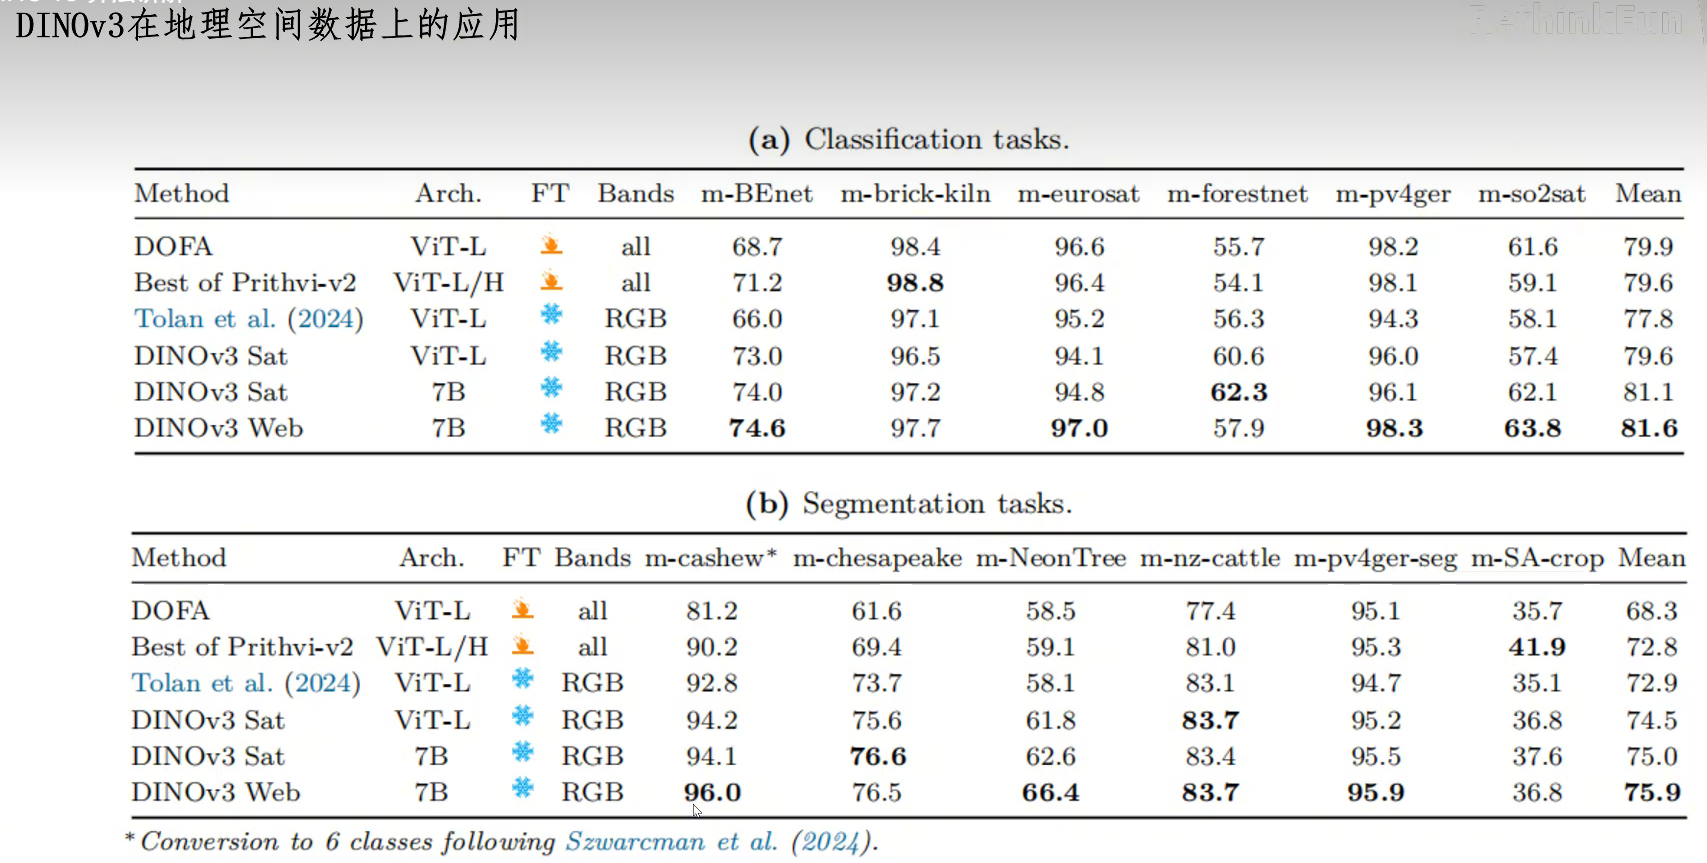 DINOv3在地理空间数据上的应用
RethinkFun
(a) Classification tasks.
Method Arch. FT Bands m-BEnet m-brick-kiln m-eurosat m-forestnet m-pv4ger m-so2sat Mean
DOFA ViT-L all 68.7 98.4 96.6 55.7 98.2 61.6 79.9
Best of Prithvi-v2 ViT-L/H all 71.2 98.8 96.4 54.1 98.1 59.1 79.6
Tolan et al. (2024) ViT-L RGB 66.0 97.1 95.2 56.3 94.3 58.1 77.8
DINOv3 Sat ViT-L RGB 73.0 96.5 94.1 60.6 96.0 57.4 79.6
DINOv3 Sat 7B RGB 74.0 97.2 94.8 62.3 96.1 62.1 81.1
DINOv3 Web 7B RGB 74.6 97.7 97.0 57.9 98.3 63.8 81.6
(b) Segmentation tasks.
Method Arch. FT Bands m-cashew* m-chesapeake m-NeonTree m-nz-cattle m-pv4ger-seg m-SA-crop Mean
DOFA ViT-L all 81.2 61.6 58.5 77.4 95.1 35.7 68.3
Best of Prithvi-v2 ViT-L/H all 90.2 69.4 59.1 81.0 95.3 41.9 72.8
Tolan et al. (2024) ViT-L RGB 92.8 73.7 58.1 83.1 94.7 35.1 72.9
DINOv3 Sat ViT-L RGB 94.2 75.6 61.8 83.7 95.2 36.8 74.5
DINOv3 Sat 7B RGB 94.1 76.6 62.6 83.4 95.5 37.6 75.0
DINOv3 Web 7B RGB 96.0 76.5 66.4 83.7 95.9 36.8 75.9
*Conversion to 6 classes following Szwarcman et al. (2024).